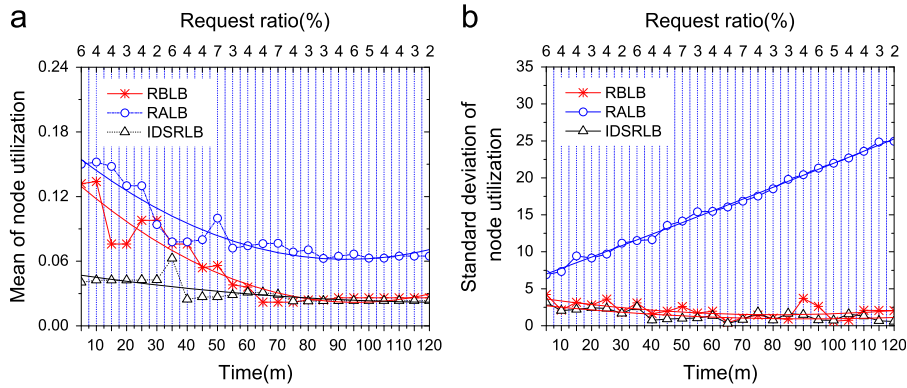 a
Request ratio(%)
6 4 4 3 4 2 6 4 4 7 3 4 4 7 4 3 3 4 6 5 4 4 3 2
0.24
0.18
0.12
0.06
0.00
Mean of node utilization
RBLB
RALB
IDSRLB
10 20 30 40 50 60 70 80 90 100 110 120
Time(m)
b
Request ratio(%)
6 4 4 3 4 2 6 4 4 7 3 4 4 7 4 3 3 4 6 5 4 4 3 2
35
30
25
20
15
10
5
0
Standard deviation of
node utilization
RBLB
RALB
IDSRLB
10 20 30 40 50 60 70 80 90 100 110 120
Time(m)